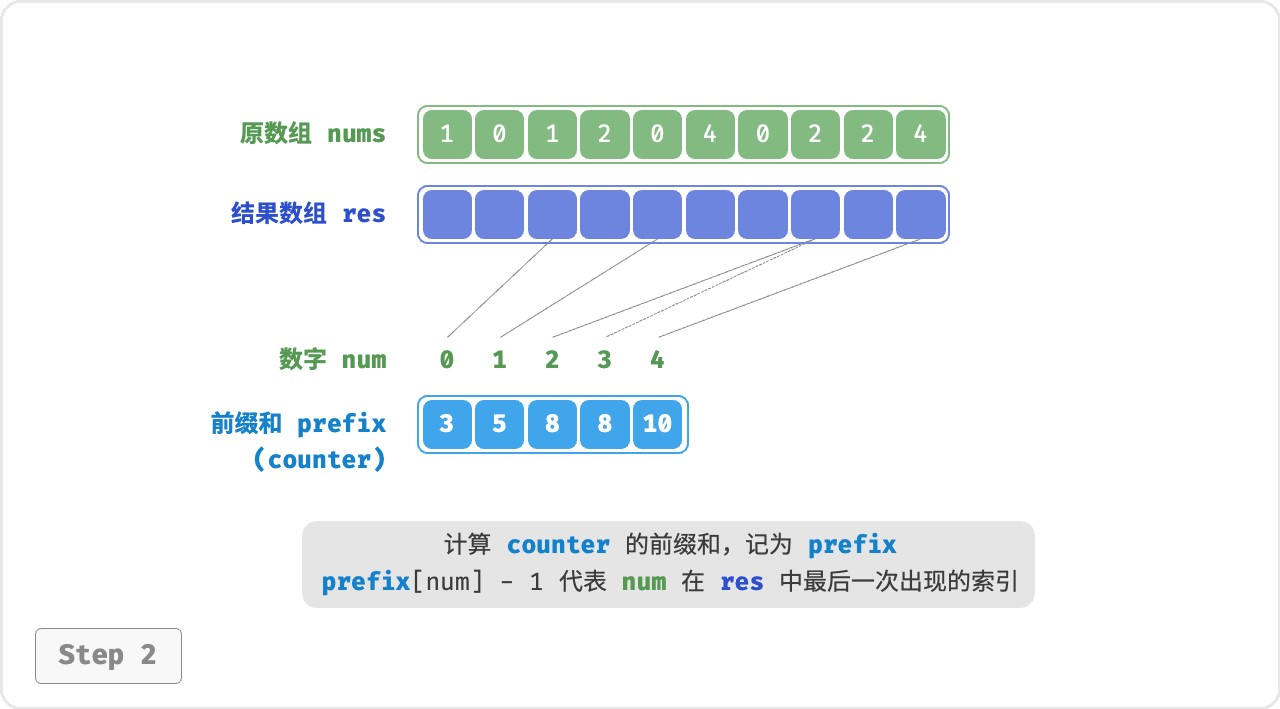 原数组 nums 1 0 1 2 0 4 0 2 2 4
结果数组 res
数字 num 0 1 2 3 4
前缀和 prefix 3 5 8 8 10
(counter)
计算 counter 的前缀和，记为 prefix
prefix[num] - 1 代表 num 在 res 中最后一次出现的索引
Step 2